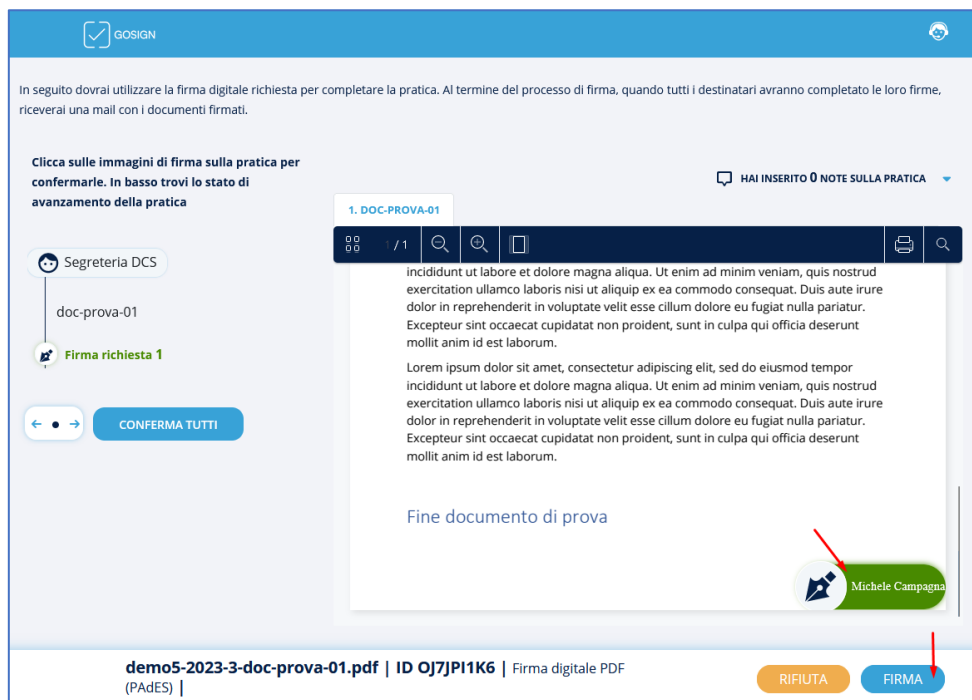 GOSIGN
In seguito dovrai utilizzare la firma digitale richiesta per completare la pratica. Al termine del processo di firma, quando tutti i destinatari avranno completato le loro firme,
riceverai una mail con i documenti firmati.
Clicca sulle immagini di firma sulla pratica per
confermarle. In basso trovi lo stato di
avanzamento della pratica
HAI INSERITO 0 NOTE SULLA PRATICA
1. DOC-PROVA-01
1 / 1
Segreteria DCS
doc-prova-01
Firma richiesta 1
CONFERMA TUTTI
incididunt ut labore et dolore magna aliqua. Ut enim ad minim veniam, quis nostrud
exercitation ullamco laboris nisi ut aliquip ex ea commodo consequat. Duis aute irure
dolor in reprehenderit in voluptate velit esse cillum dolore eu fugiat nulla pariatur.
Excepteur sint occaecat cupidatat non proident, sunt in culpa qui officia deserunt
mollit anim id est laborum.
Lorem ipsum dolor sit amet, consectetur adipiscing elit, sed do eiusmod tempor
incididunt ut labore et dolore magna aliqua. Ut enim ad minim veniam, quis nostrud
exercitation ullamco laboris nisi ut aliquip ex ea commodo consequat. Duis aute irure
dolor in reprehenderit in voluptate velit esse cillum dolore eu fugiat nulla pariatur.
Excepteur sint occaecat cupidatat non proident, sunt in culpa qui officia deserunt
mollit anim id est laborum.
Fine documento di prova
Michele Campagna
demo5-2023-3-doc-prova-01.pdf | ID OJ7JPI1K6 | Firma digitale PDF
(PAdES) |
RIFIUTA
FIRMA